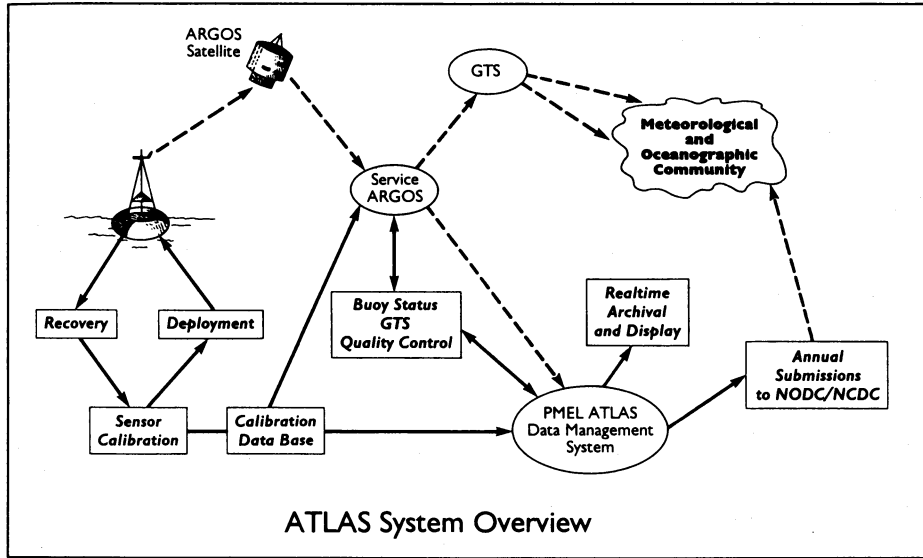 ARGOS
Satellite
GTS
Meteorological
and
Oceanographic
Community
Service
ARGOS
Recovery
Deployment
Buoy Status
GTS
Quality Control
Realtime
Archival
and Display
Annual
Submissions
to NODC/NCDC
Sensor
Calibration
Calibration
Data Base
PMEL ATLAS
Data Management
System
ATLAS System Overview